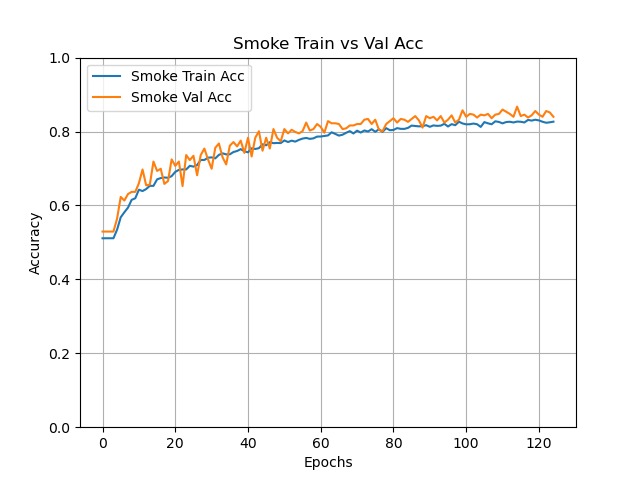 Smoke Train vs Val Acc
Smoke Train Acc
Smoke Val Acc
1.0
0.8
0.6
0.4
0.2
0.0
Accuracy
0 20 40 60 80 100 120
Epochs